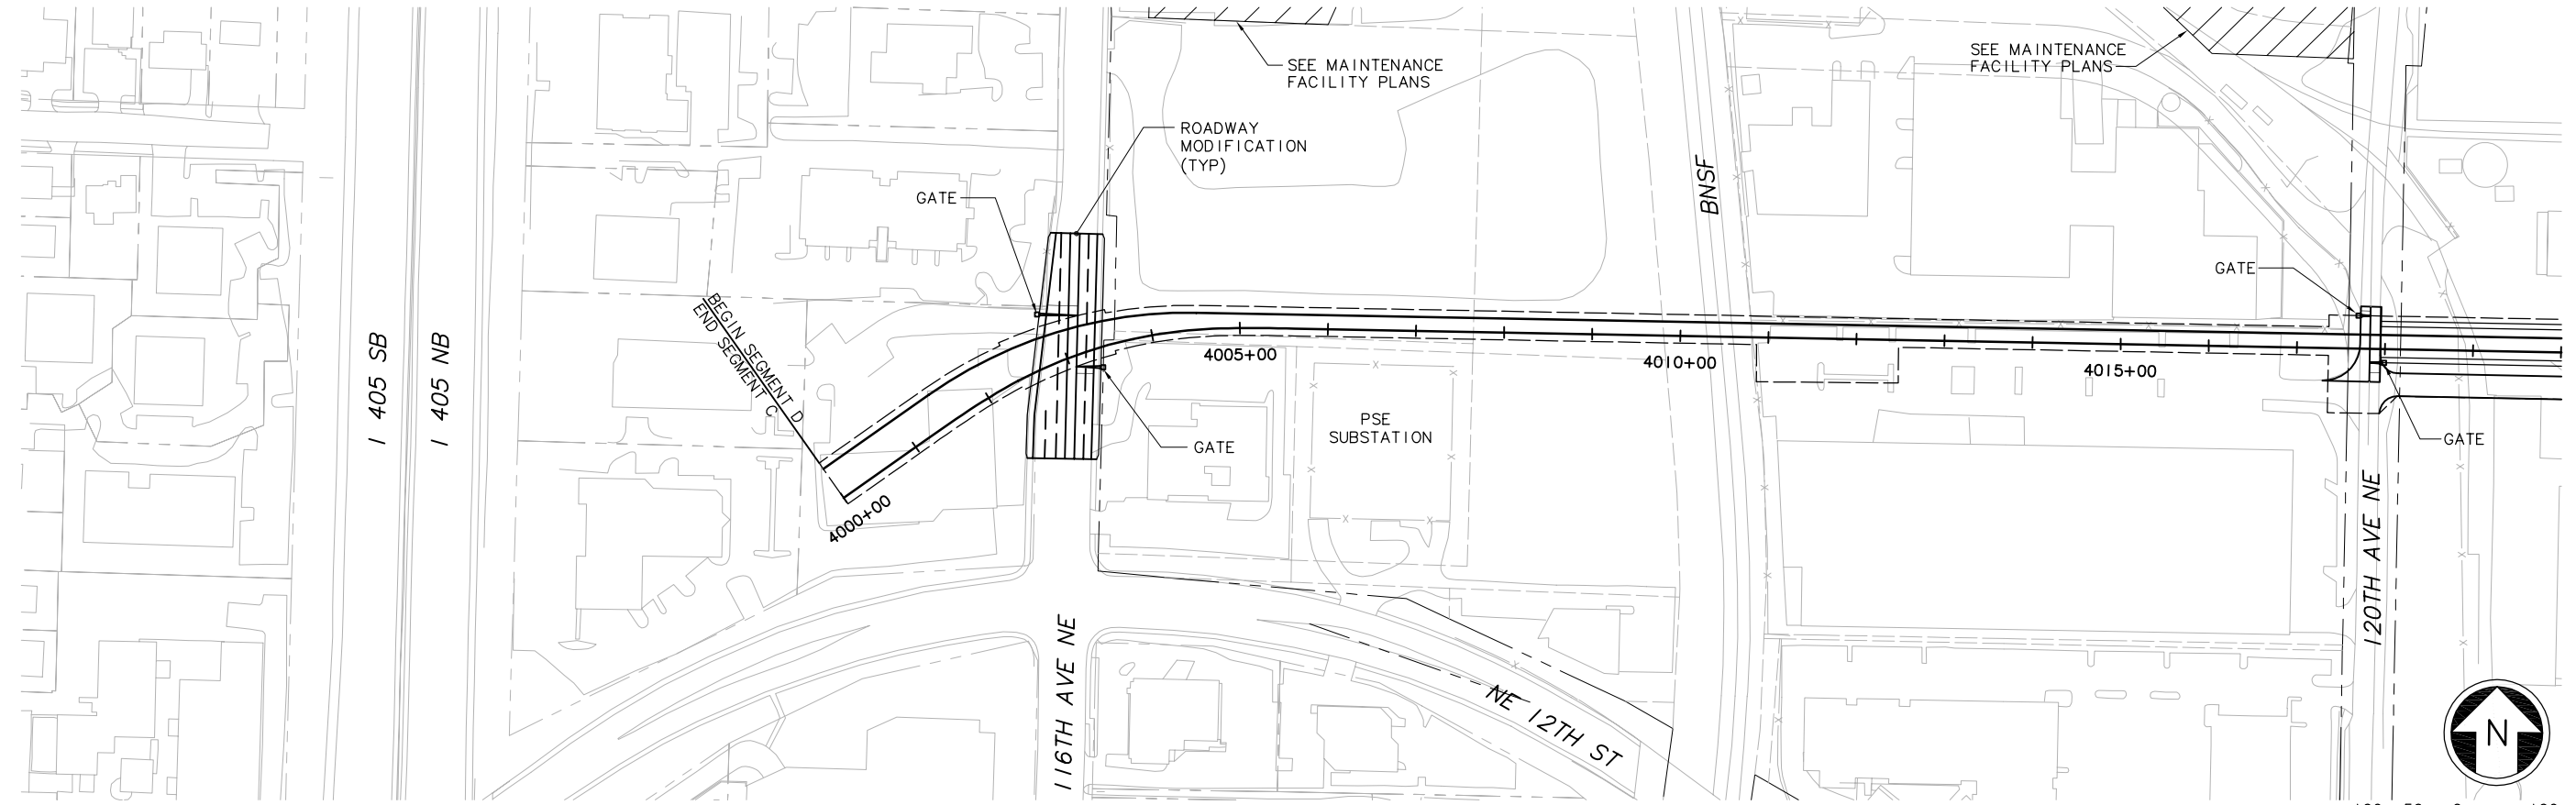 SEE MAINTENANCE
FACILITY PLANS
SEE MAINTENANCE
FACILITY PLANS
ROADWAY
MODIFICATION
(TYP)
BNSF
GATE
GATE
BEGIN SEGMENT D
END SEGMENT C
I 405 SB
I 405 NB
4005+00
4010+00
4015+00
PSE
SUBSTATION
GATE
GATE
4000+00
120TH AVE NE
116TH AVE NE
NE 12TH ST
N